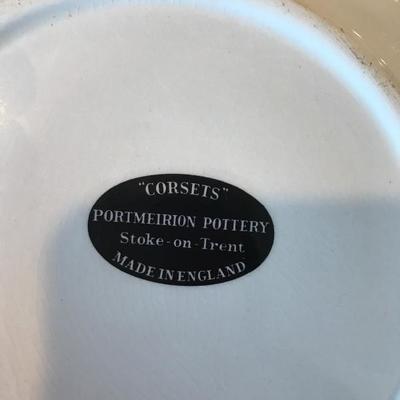 "CORSETS"
PORTMEIRION POTTERY
Stoke-on-Trent
MADE IN ENGLAND